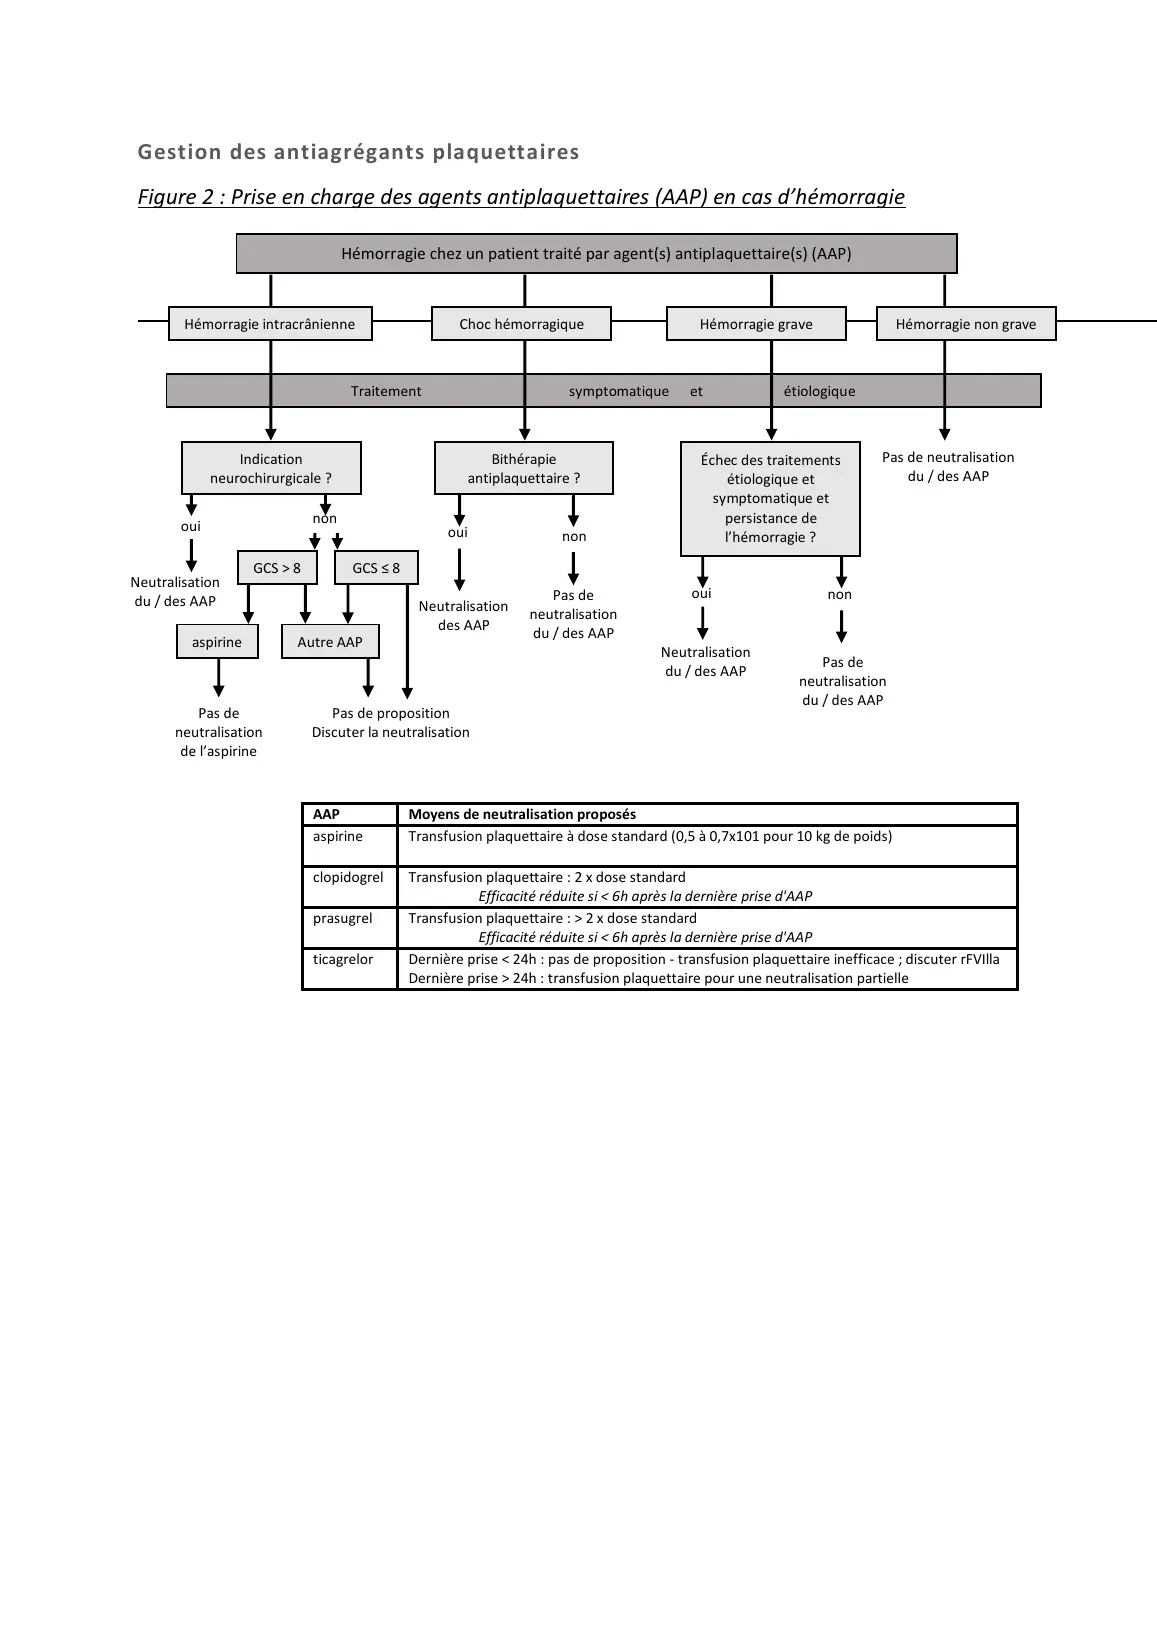 Gestion des antiagrégants plaquettaires
Figure 2 : Prise en charge des agents antiplaquettaires (AAP) en cas d’hémorragie
Hémorragie chez un patient traité par agent(s) antiplaquettaire(s) (AAP)
Hémorragie intracrânienne
Choc hémorragique
Hémorragie grave
Hémorragie non grave
Traitement symptomatique et étiologique
Indication
neurochirurgicale ?
oui
non
Neutralisation
du / des AAP
GCS > 8
GCS ≤ 8
aspirine
Autre AAP
Pas de
neutralisation
de l’aspirine
Pas de proposition
Discuter la neutralisation
Bithérapie
antiplaquettaire ?
oui
non
Neutralisation
des AAP
Pas de
neutralisation
du / des AAP
Échec des traitements
étiologique et
symptomatique et
persistance de
l’hémorragie ?
oui
non
Neutralisation
du / des AAP
Pas de
neutralisation
du / des AAP
Pas de neutralisation
du / des AAP
AAP Moyens de neutralisation proposés
aspirine Transfusion plaquettaire à dose standard (0,5 à 0,7x101 pour 10 kg de poids)
clopidogrel Transfusion plaquettaire : 2 x dose standard
Efficacité réduite si < 6h après la dernière prise d'AAP
prasugrel Transfusion plaquettaire : > 2 x dose standard
Efficacité réduite si < 6h après la dernière prise d'AAP
ticagrelor Dernière prise < 24h : pas de proposition - transfusion plaquettaire inefficace ; discuter rFVIlla
Dernière prise > 24h : transfusion plaquettaire pour une neutralisation partielle